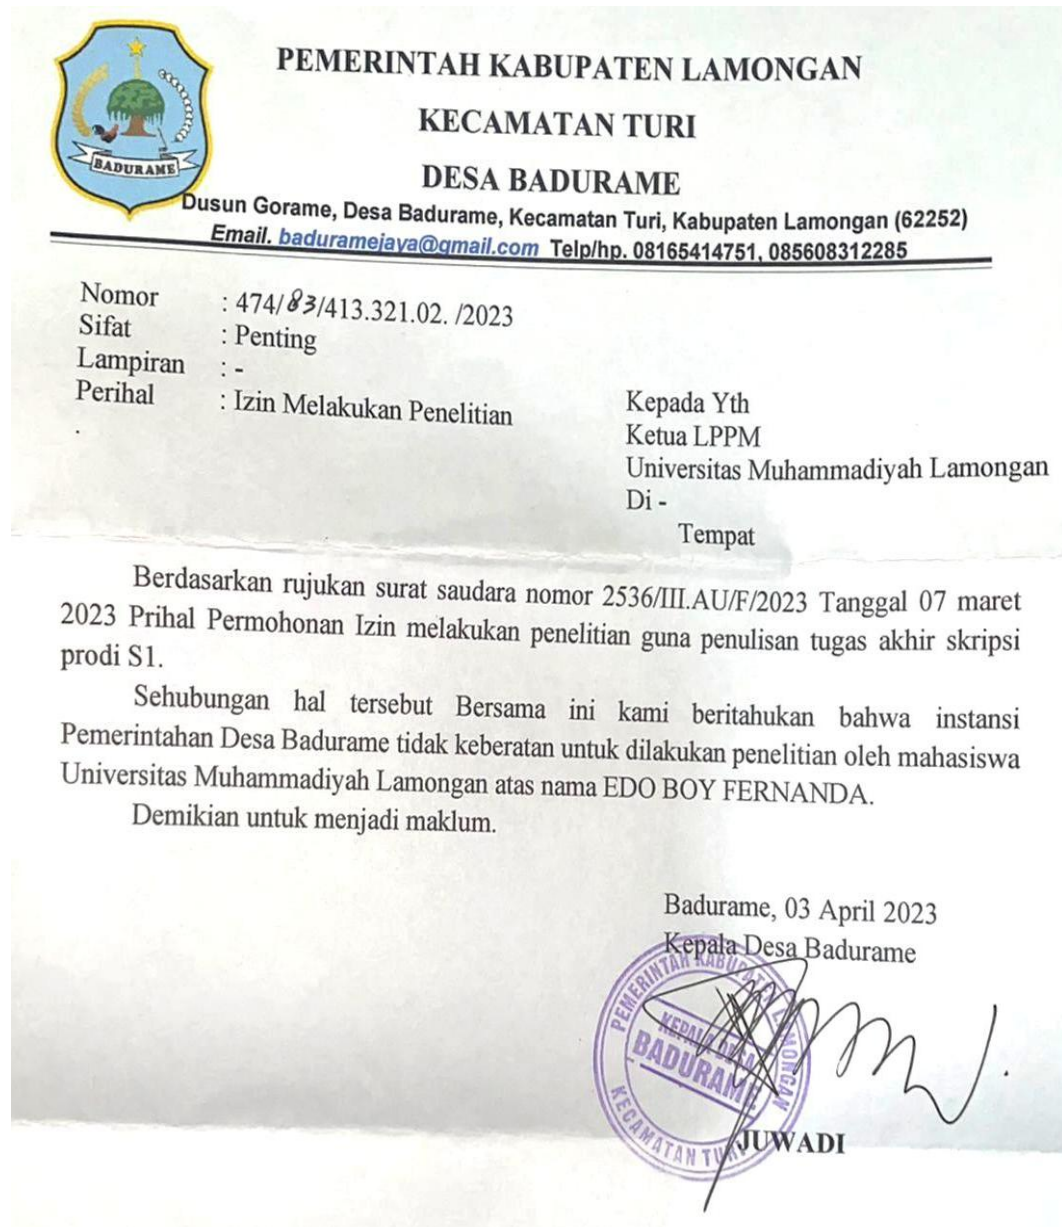 BADURAME
PEMERINTAH KABUPATEN LAMONGAN
KECAMATAN TURI
DESA BADURAME
Dusun Gorame, Desa Badurame, Kecamatan Turi, Kabupaten Lamongan (62252)
Email. baduramejaya@gmail.com Telp/hp. 08165414751, 085608312285
Nomor : 474/83/413.321.02. /2023
Sifat : Penting
Lampiran : -
Perihal : Izin Melakukan Penelitian
Kepada Yth
Ketua LPPM
Universitas Muhammadiyah Lamongan
Di -
Tempat
Berdasarkan rujukan surat saudara nomor 2536/III.AU/F/2023 Tanggal 07 maret
2023 Prihal Permohonan Izin melakukan penelitian guna penulisan tugas akhir skripsi
prodi S1.
Sehubungan hal tersebut Bersama ini kami beritahukan bahwa instansi
Pemerintahan Desa Badurame tidak keberatan untuk dilakukan penelitian oleh mahasiswa
Universitas Muhammadiyah Lamongan atas nama EDO BOY FERNANDA.
Demikian untuk menjadi maklum.
Badurame, 03 April 2023
Kepala Desa Badurame
PEMERINTAH KABUPATEN LAMONGAN
KEPALA DESA
BADURAME
KECAMATAN TURI
JUWADI